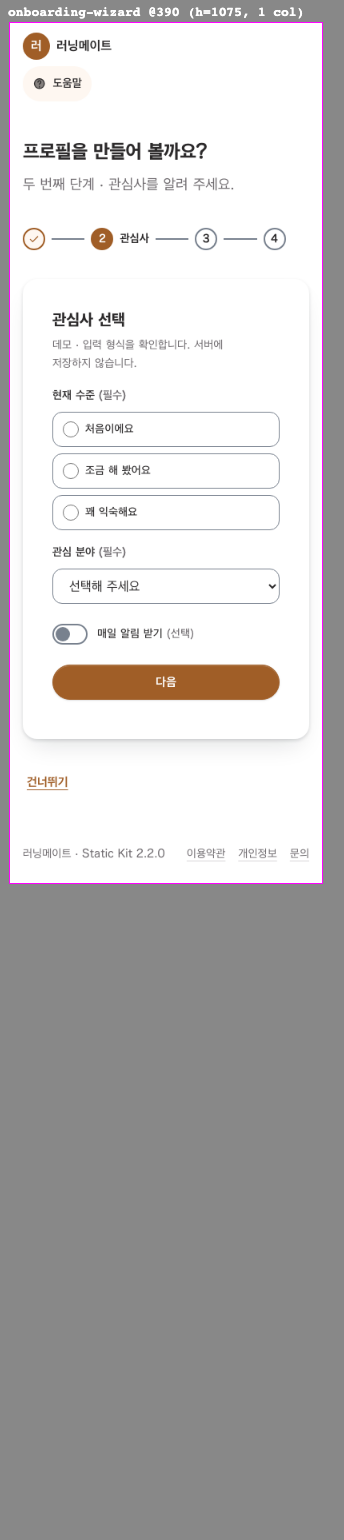 onboarding-wizard @390 (h=1075, 1 col)
러 러닝메이트
도움말
프로필을 만들어 볼까요?
두 번째 단계 · 관심사를 알려 주세요.
2 관심사 3 4
관심사 선택
데모 · 입력 형식을 확인합니다. 서버에
저장하지 않습니다.
현재 수준 (필수)
처음이에요
조금 해 봤어요
꽤 익숙해요
관심 분야 (필수)
선택해 주세요
매일 알림 받기 (선택)
다음
건너뛰기
러닝메이트 · Static Kit 2.2.0 이용약관 개인정보 문의